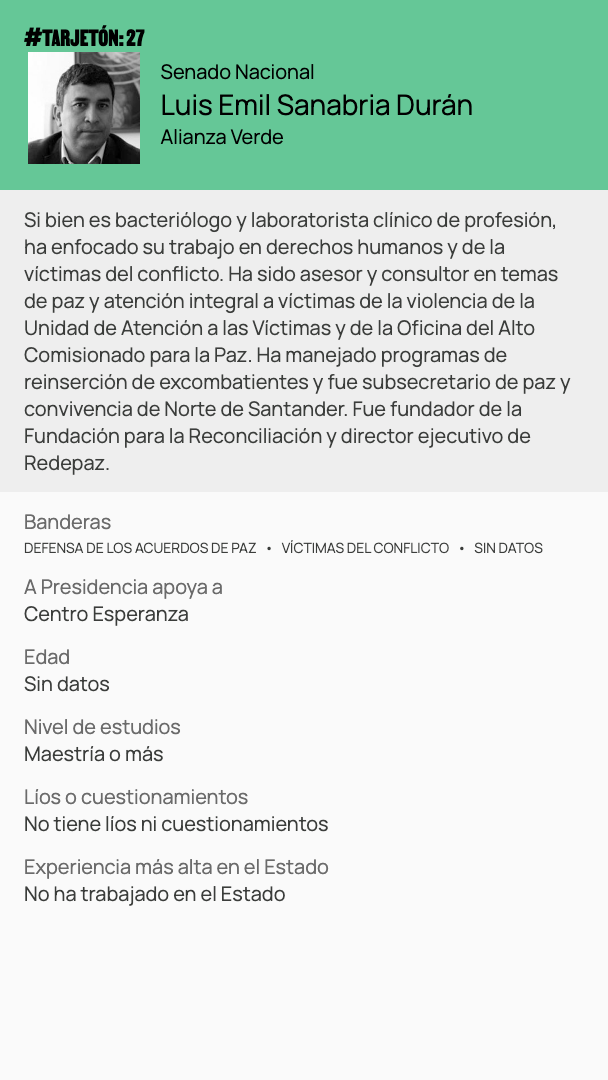 #TARJETÓN: 27
Senado Nacional
Luis Emil Sanabria Durán
Alianza Verde
Si bien es bacteriólogo y laboratorista clínico de profesión,
ha enfocado su trabajo en derechos humanos y de la
víctimas del conflicto. Ha sido asesor y consultor en temas
de paz y atención integral a víctimas de la violencia de la
Unidad de Atención a las Víctimas y de la Oficina del Alto
Comisionado para la Paz. Ha manejado programas de
reinserción de excombatientes y fue subsecretario de paz y
convivencia de Norte de Santander. Fue fundador de la
Fundación para la Reconciliación y director ejecutivo de
Redepaz.
Banderas
DEFENSA DE LOS ACUERDOS DE PAZ • VÍCTIMAS DEL CONFLICTO • SIN DATOS
A Presidencia apoya a
Centro Esperanza
Edad
Sin datos
Nivel de estudios
Maestría o más
Líos o cuestionamientos
No tiene líos ni cuestionamientos
Experiencia más alta en el Estado
No ha trabajado en el Estado